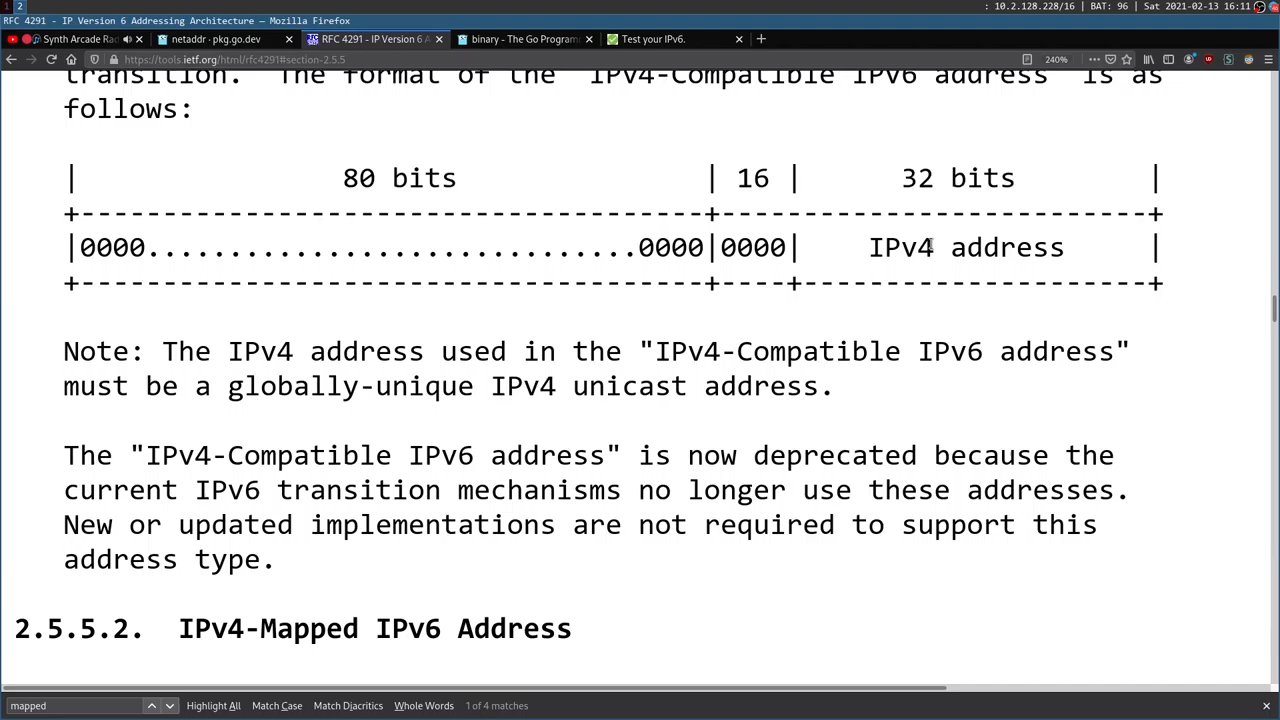 1 2 : 10.2.128.228/16 | BAT: 96 | Sat 2021-02-13 16:11
RFC 4291 - IP Version 6 Addressing Architecture — Mozilla Firefox
Synth Arcade Rad netaddr · pkg.go.dev RFC 4291 - IP Version 6 A binary - The Go Programm Test your IPv6.
https://tools.ietf.org/html/rfc4291#section-2.5.5 240%
transition. The format of the "IPv4-Compatible IPv6 address" is as
follows:
| 80 bits | 16 | 32 bits |
+--------------------------------------+--------------------------+
|0000..............................0000|0000| IPv4 address |
+--------------------------------------+----+---------------------+
Note: The IPv4 address used in the "IPv4-Compatible IPv6 address"
must be a globally-unique IPv4 unicast address.
The "IPv4-Compatible IPv6 address" is now deprecated because the
current IPv6 transition mechanisms no longer use these addresses.
New or updated implementations are not required to support this
address type.
2.5.5.2. IPv4-Mapped IPv6 Address
mapped Highlight All Match Case Match Diacritics Whole Words 1 of 4 matches